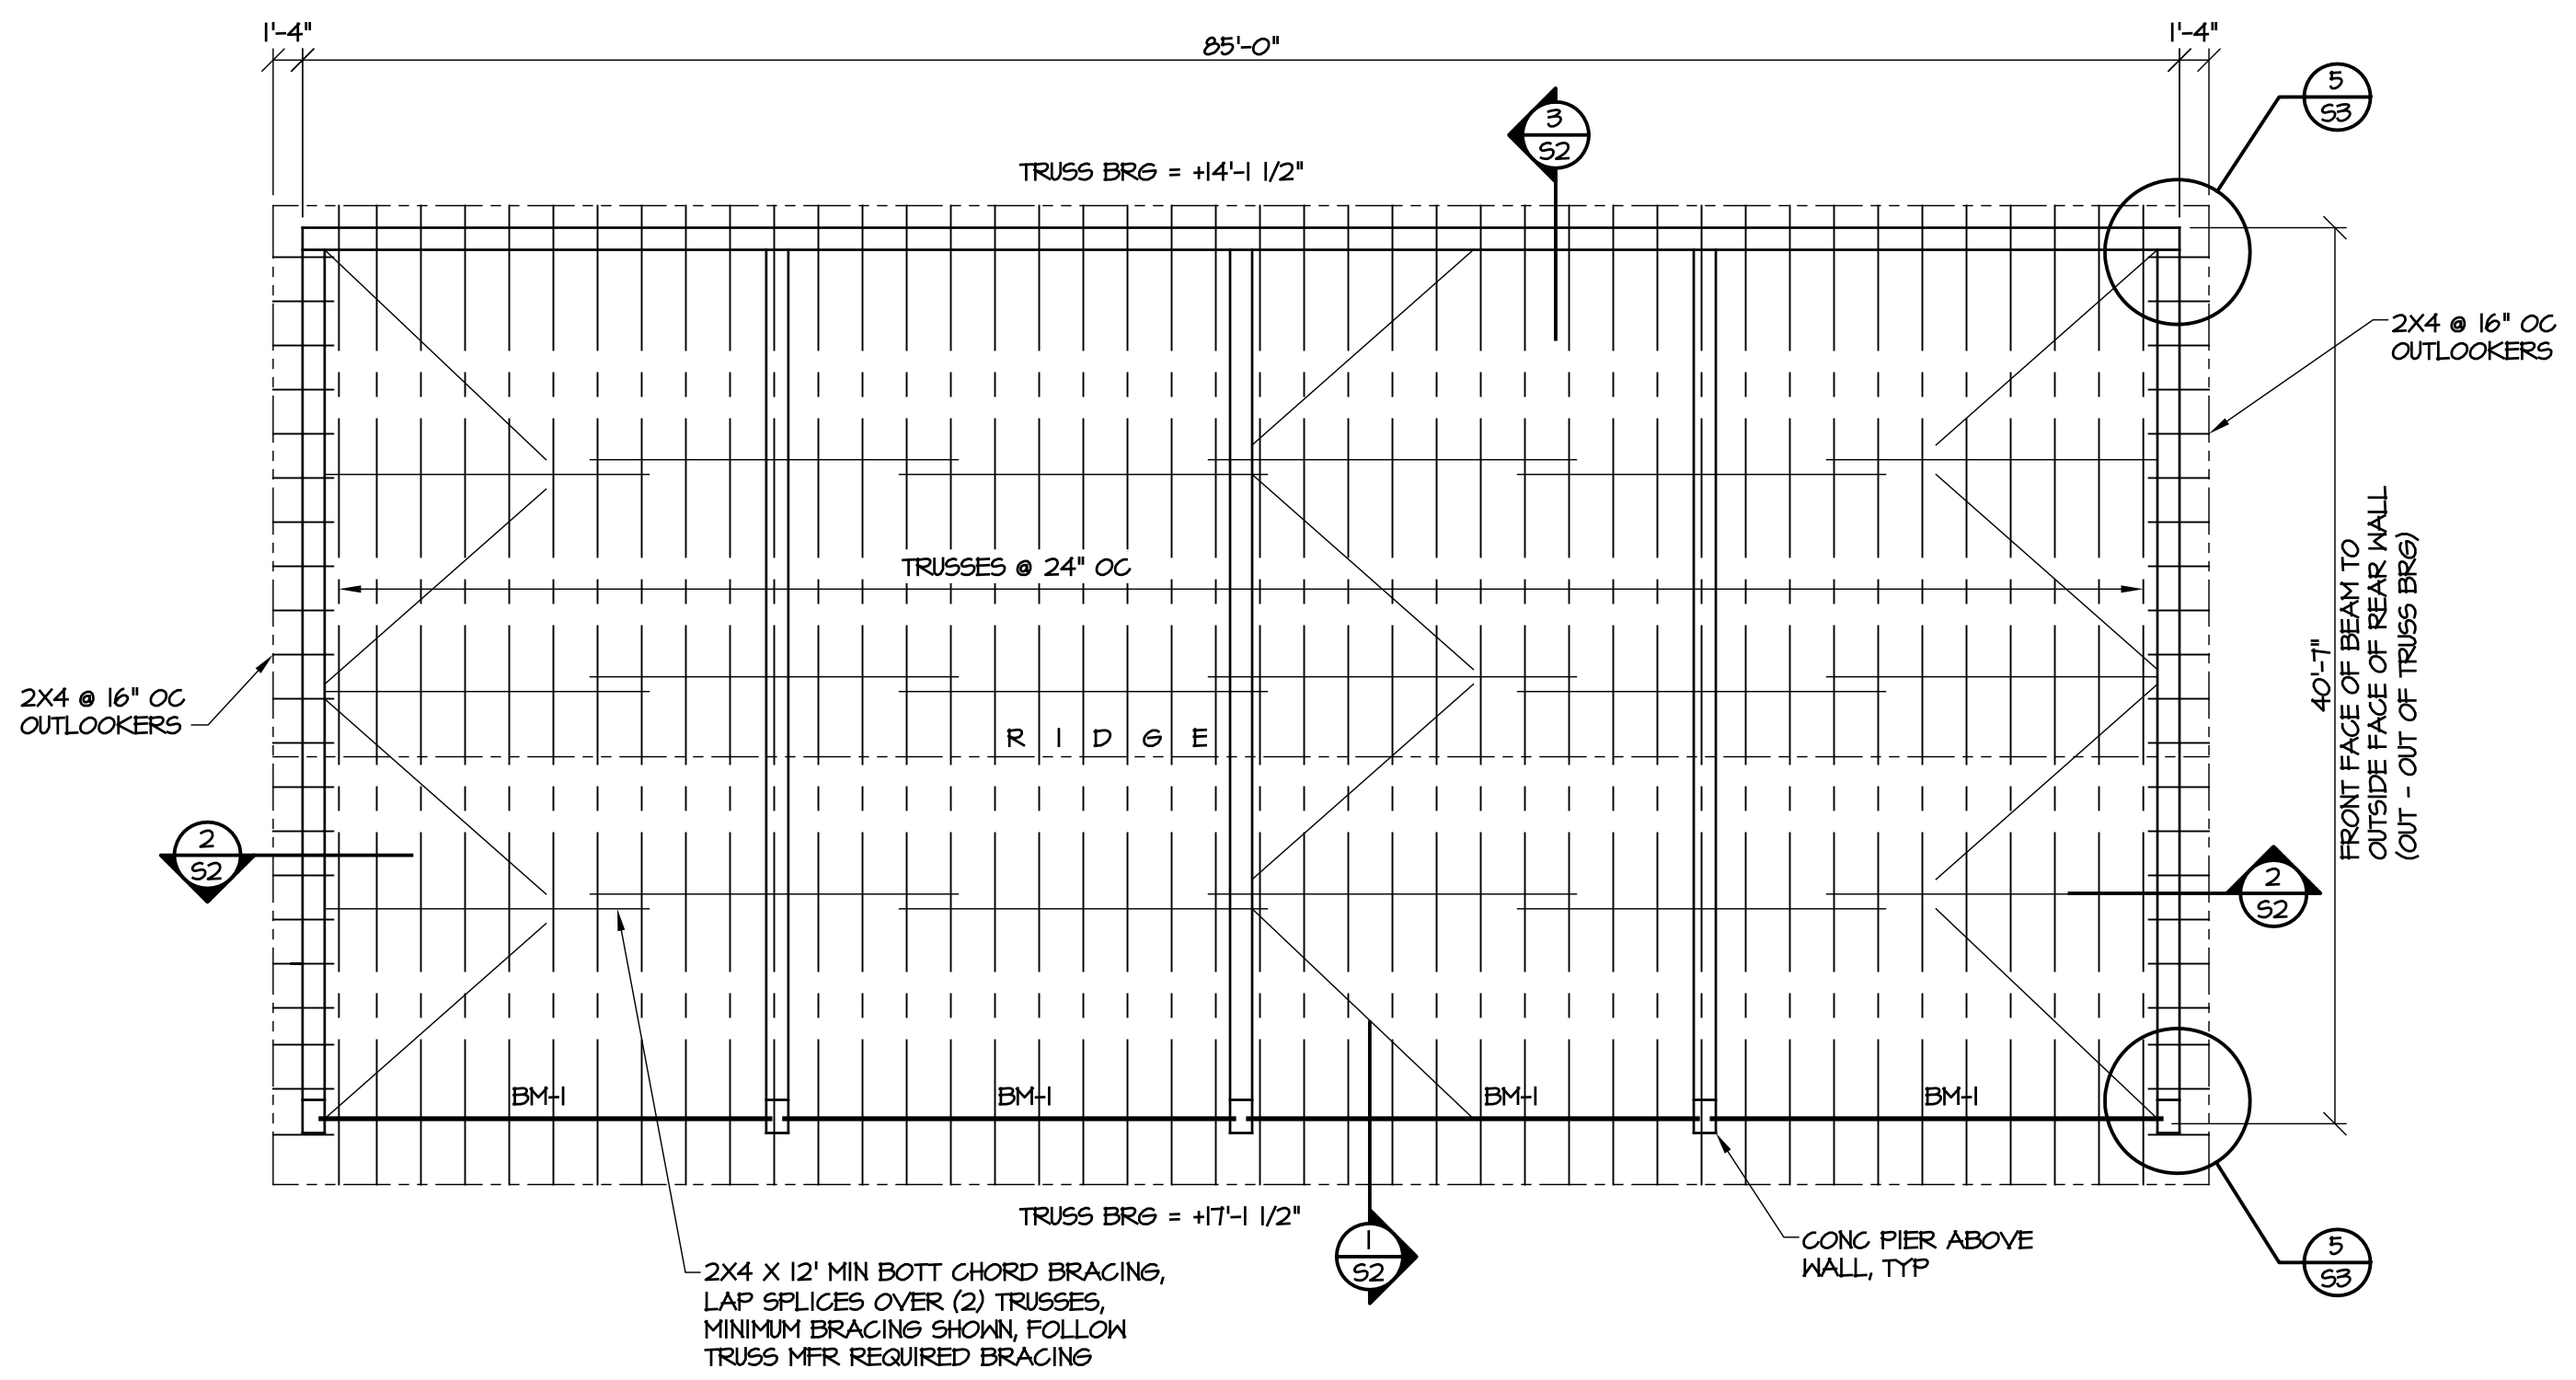 1'-4"
85'-0"
1'-4"
5
S3
3
S2
TRUSS BRG = +14'-1 1/2"
2X4 @ 16" OC
OUTLOOKERS
TRUSSES @ 24" OC
40'-7"
FRONT FACE OF BEAM TO
OUTSIDE FACE OF REAR WALL
(OUT - OUT OF TRUSS BRG)
2X4 @ 16" OC
OUTLOOKERS
RIDGE
2
S2
2
S2
BM-1
BM-1
BM-1
BM-1
TRUSS BRG = +17'-1 1/2"
1
S2
CONC PIER ABOVE
WALL, TYP
5
S3
2X4 X 12' MIN BOTT CHORD BRACING,
LAP SPLICES OVER (2) TRUSSES,
MINIMUM BRACING SHOWN, FOLLOW
TRUSS MFR REQUIRED BRACING